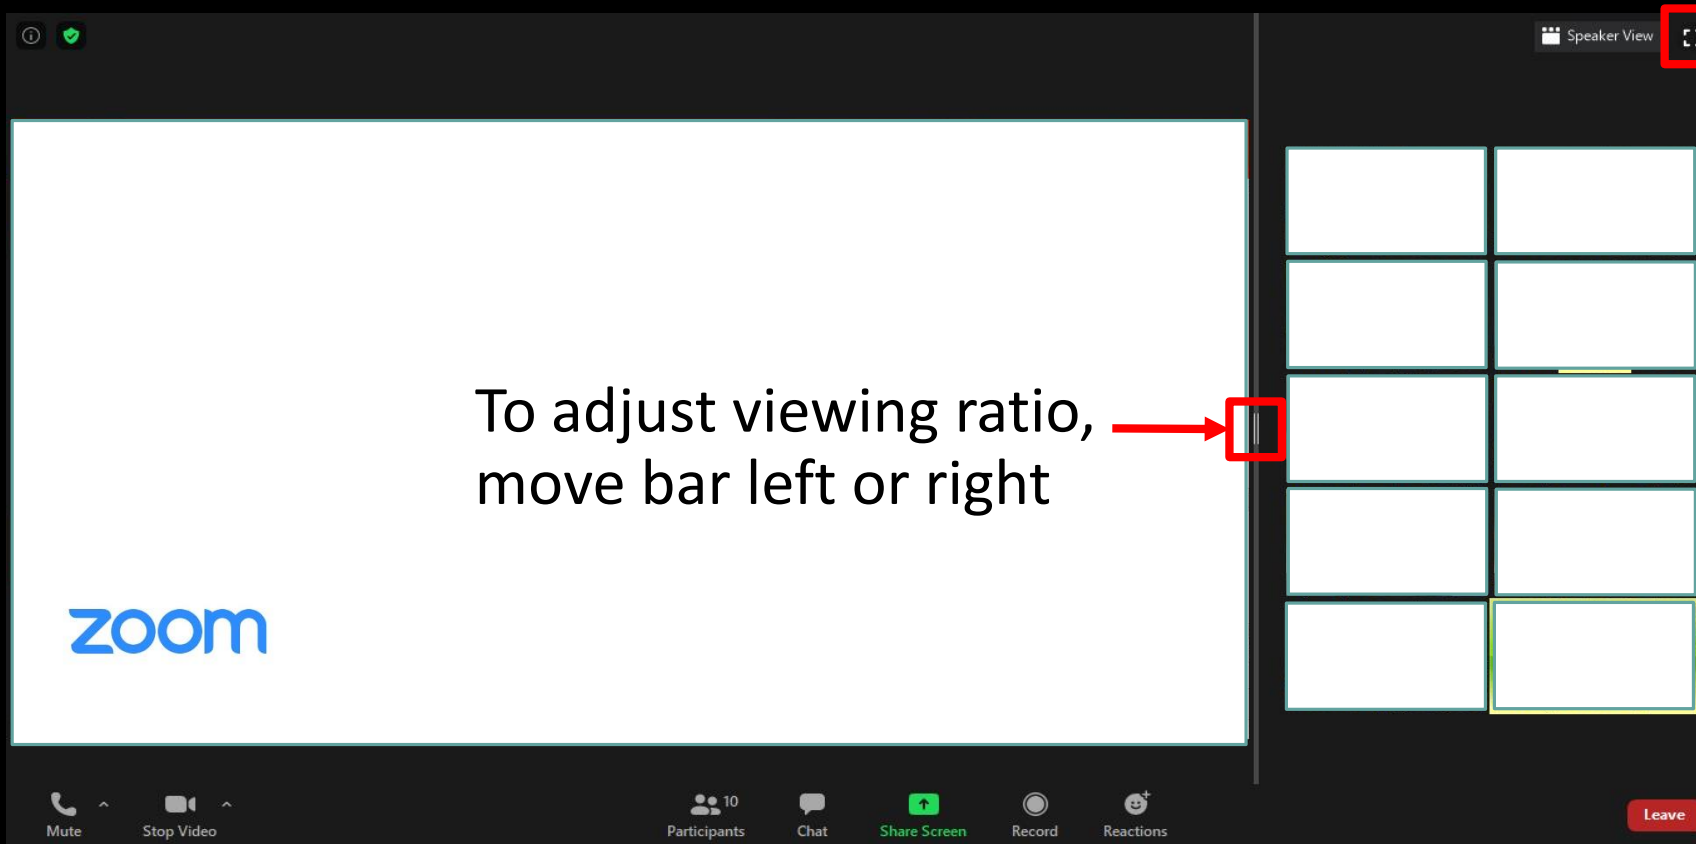 Speaker View
To adjust viewing ratio,
move bar left or right
zoom
10
Mute
Stop Video
Participants
Chat
Share Screen
Record
Reactions
Leave